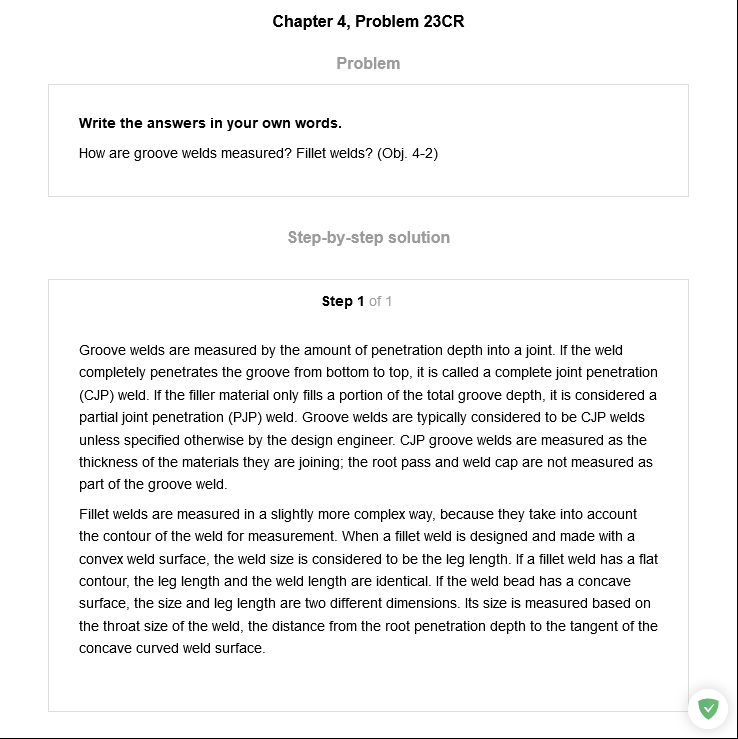 Chapter 4, Problem 23CR
Problem
Write the answers in your own words.
How are groove welds measured? Fillet welds? (Obj. 4-2)
Step-by-step solution
Step 1 of 1
Groove welds are measured by the amount of penetration depth into a joint. If the weld
completely penetrates the groove from bottom to top, it is called a complete joint penetration
(CJP) weld. If the filler material only fills a portion of the total groove depth, it is considered a
partial joint penetration (PJP) weld. Groove welds are typically considered to be CJP welds
unless specified otherwise by the design engineer. CJP groove welds are measured as the
thickness of the materials they are joining; the root pass and weld cap are not measured as
part of the groove weld.
Fillet welds are measured in a slightly more complex way, because they take into account
the contour of the weld for measurement. When a fillet weld is designed and made with a
convex weld surface, the weld size is considered to be the leg length. If a fillet weld has a flat
contour, the leg length and the weld length are identical. If the weld bead has a concave
surface, the size and leg length are two different dimensions. Its size is measured based on
the throat size of the weld, the distance from the root penetration depth to the tangent of the
concave curved weld surface.